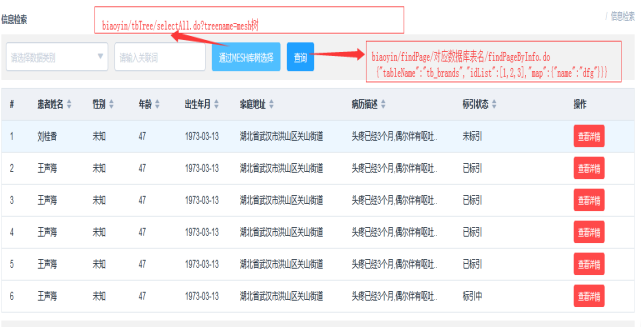 信息检索
biaoyin/tbTree/selectAll.do?treename=mesh树
信息检索
请选择数据类别
请输入关联词
通过MESH库树选择
查询
biaoyin/findPage/对应数据库表名/findPageByInfo.do
{"tableName":"tb_brands","idList":[1,2,3],"map":{"name":"dfg"}}}
# 患者姓名 性别 年龄 出生年月 家庭地址 病历描述 标引状态 操作
1 刘桂香 未知 47 1973-03-13 湖北省武汉市洪山区关山街道 头疼已经3个月,偶尔伴有呕吐.. 未标引 查看详情
2 王声海 未知 47 1973-03-13 湖北省武汉市洪山区关山街道 头疼已经3个月,偶尔伴有呕吐.. 已标引 查看详情
3 王声海 未知 47 1973-03-13 湖北省武汉市洪山区关山街道 头疼已经3个月,偶尔伴有呕吐.. 已标引 查看详情
4 王声海 未知 47 1973-03-13 湖北省武汉市洪山区关山街道 头疼已经3个月,偶尔伴有呕吐.. 已标引 查看详情
5 王声海 未知 47 1973-03-13 湖北省武汉市洪山区关山街道 头疼已经3个月,偶尔伴有呕吐.. 已标引 查看详情
6 王声海 未知 47 1973-03-13 湖北省武汉市洪山区关山街道 头疼已经3个月,偶尔伴有呕吐.. 标引中 查看详情